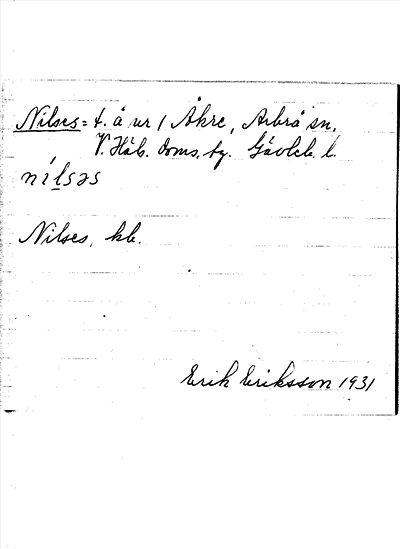 Nilses = t. å ur / Åkre, Arbrå sn,
V. Häls. doms. bg. Gävleb. l.
nílsəs
Nilses, kb.
Erik Eriksson 1931